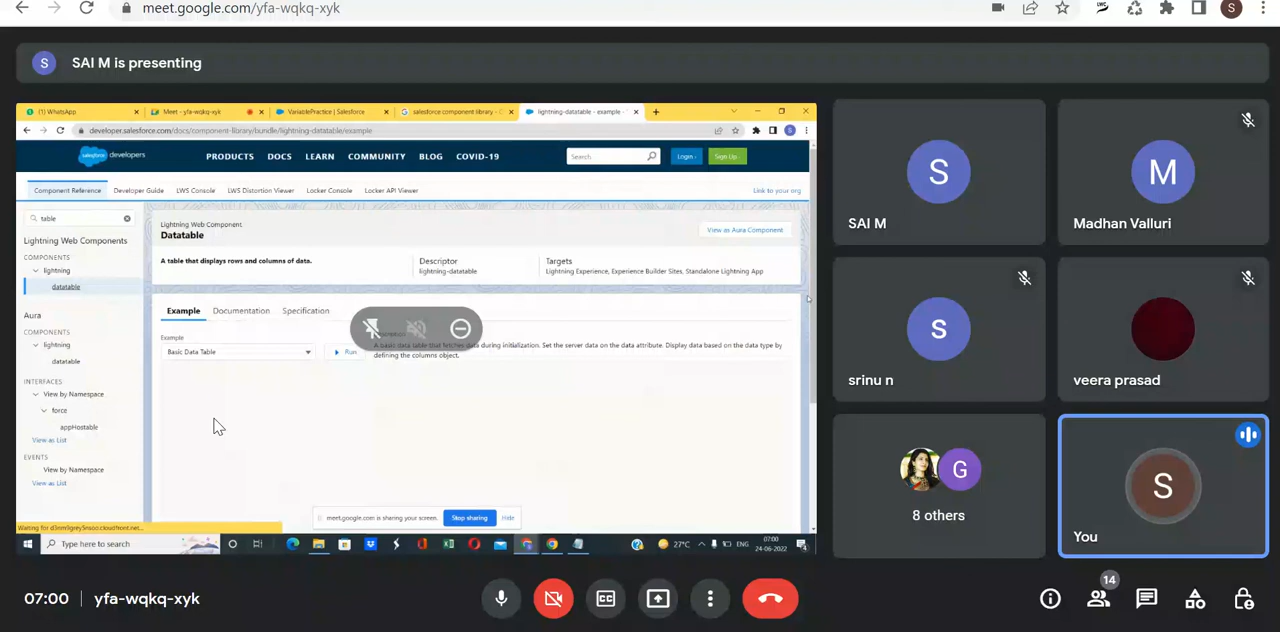 meet.google.com/yfa-wqkq-xyk
S
S SAI M is presenting
(1) WhatsApp
Meet - yfa-wqkq-xyk
VariablePractice | Salesforce
salesforce component library -
lightning-datatable - example -
developer.salesforce.com/docs/component-library/bundle/lightning-datatable/example
S
salesforce developers
PRODUCTS DOCS LEARN COMMUNITY BLOG COVID-19
Search
Login
Sign Up
Component Reference Developer Guide LWS Console LWS Distortion Viewer Locker Console Locker API Viewer
Link to your org
table
Lightning Web Components
COMPONENTS
lightning
datatable
Aura
COMPONENTS
lightning
datatable
INTERFACES
View by Namespace
force
appHostable
View as List
EVENTS
View by Namespace
View as List
Lightning Web Component
Datatable
View as Aura Component
A table that displays rows and columns of data.
Descriptor
lightning-datatable
Targets
Lightning Experience, Experience Builder Sites, Standalone Lightning App
Example Documentation Specification
Example
Basic Data Table
Run
A basic data table that fetches data during initialization. Set the server data on the data attribute. Display data based on the data type by
defining the columns object.
meet.google.com is sharing your screen.
Stop sharing
Hide
Type here to search
27°C
ENG
07:00
24-06-2022
S
SAI M
M
Madhan Valluri
S
srinu n
veera prasad
G
8 others
S
You
07:00 yfa-wqkq-xyk
CC
14